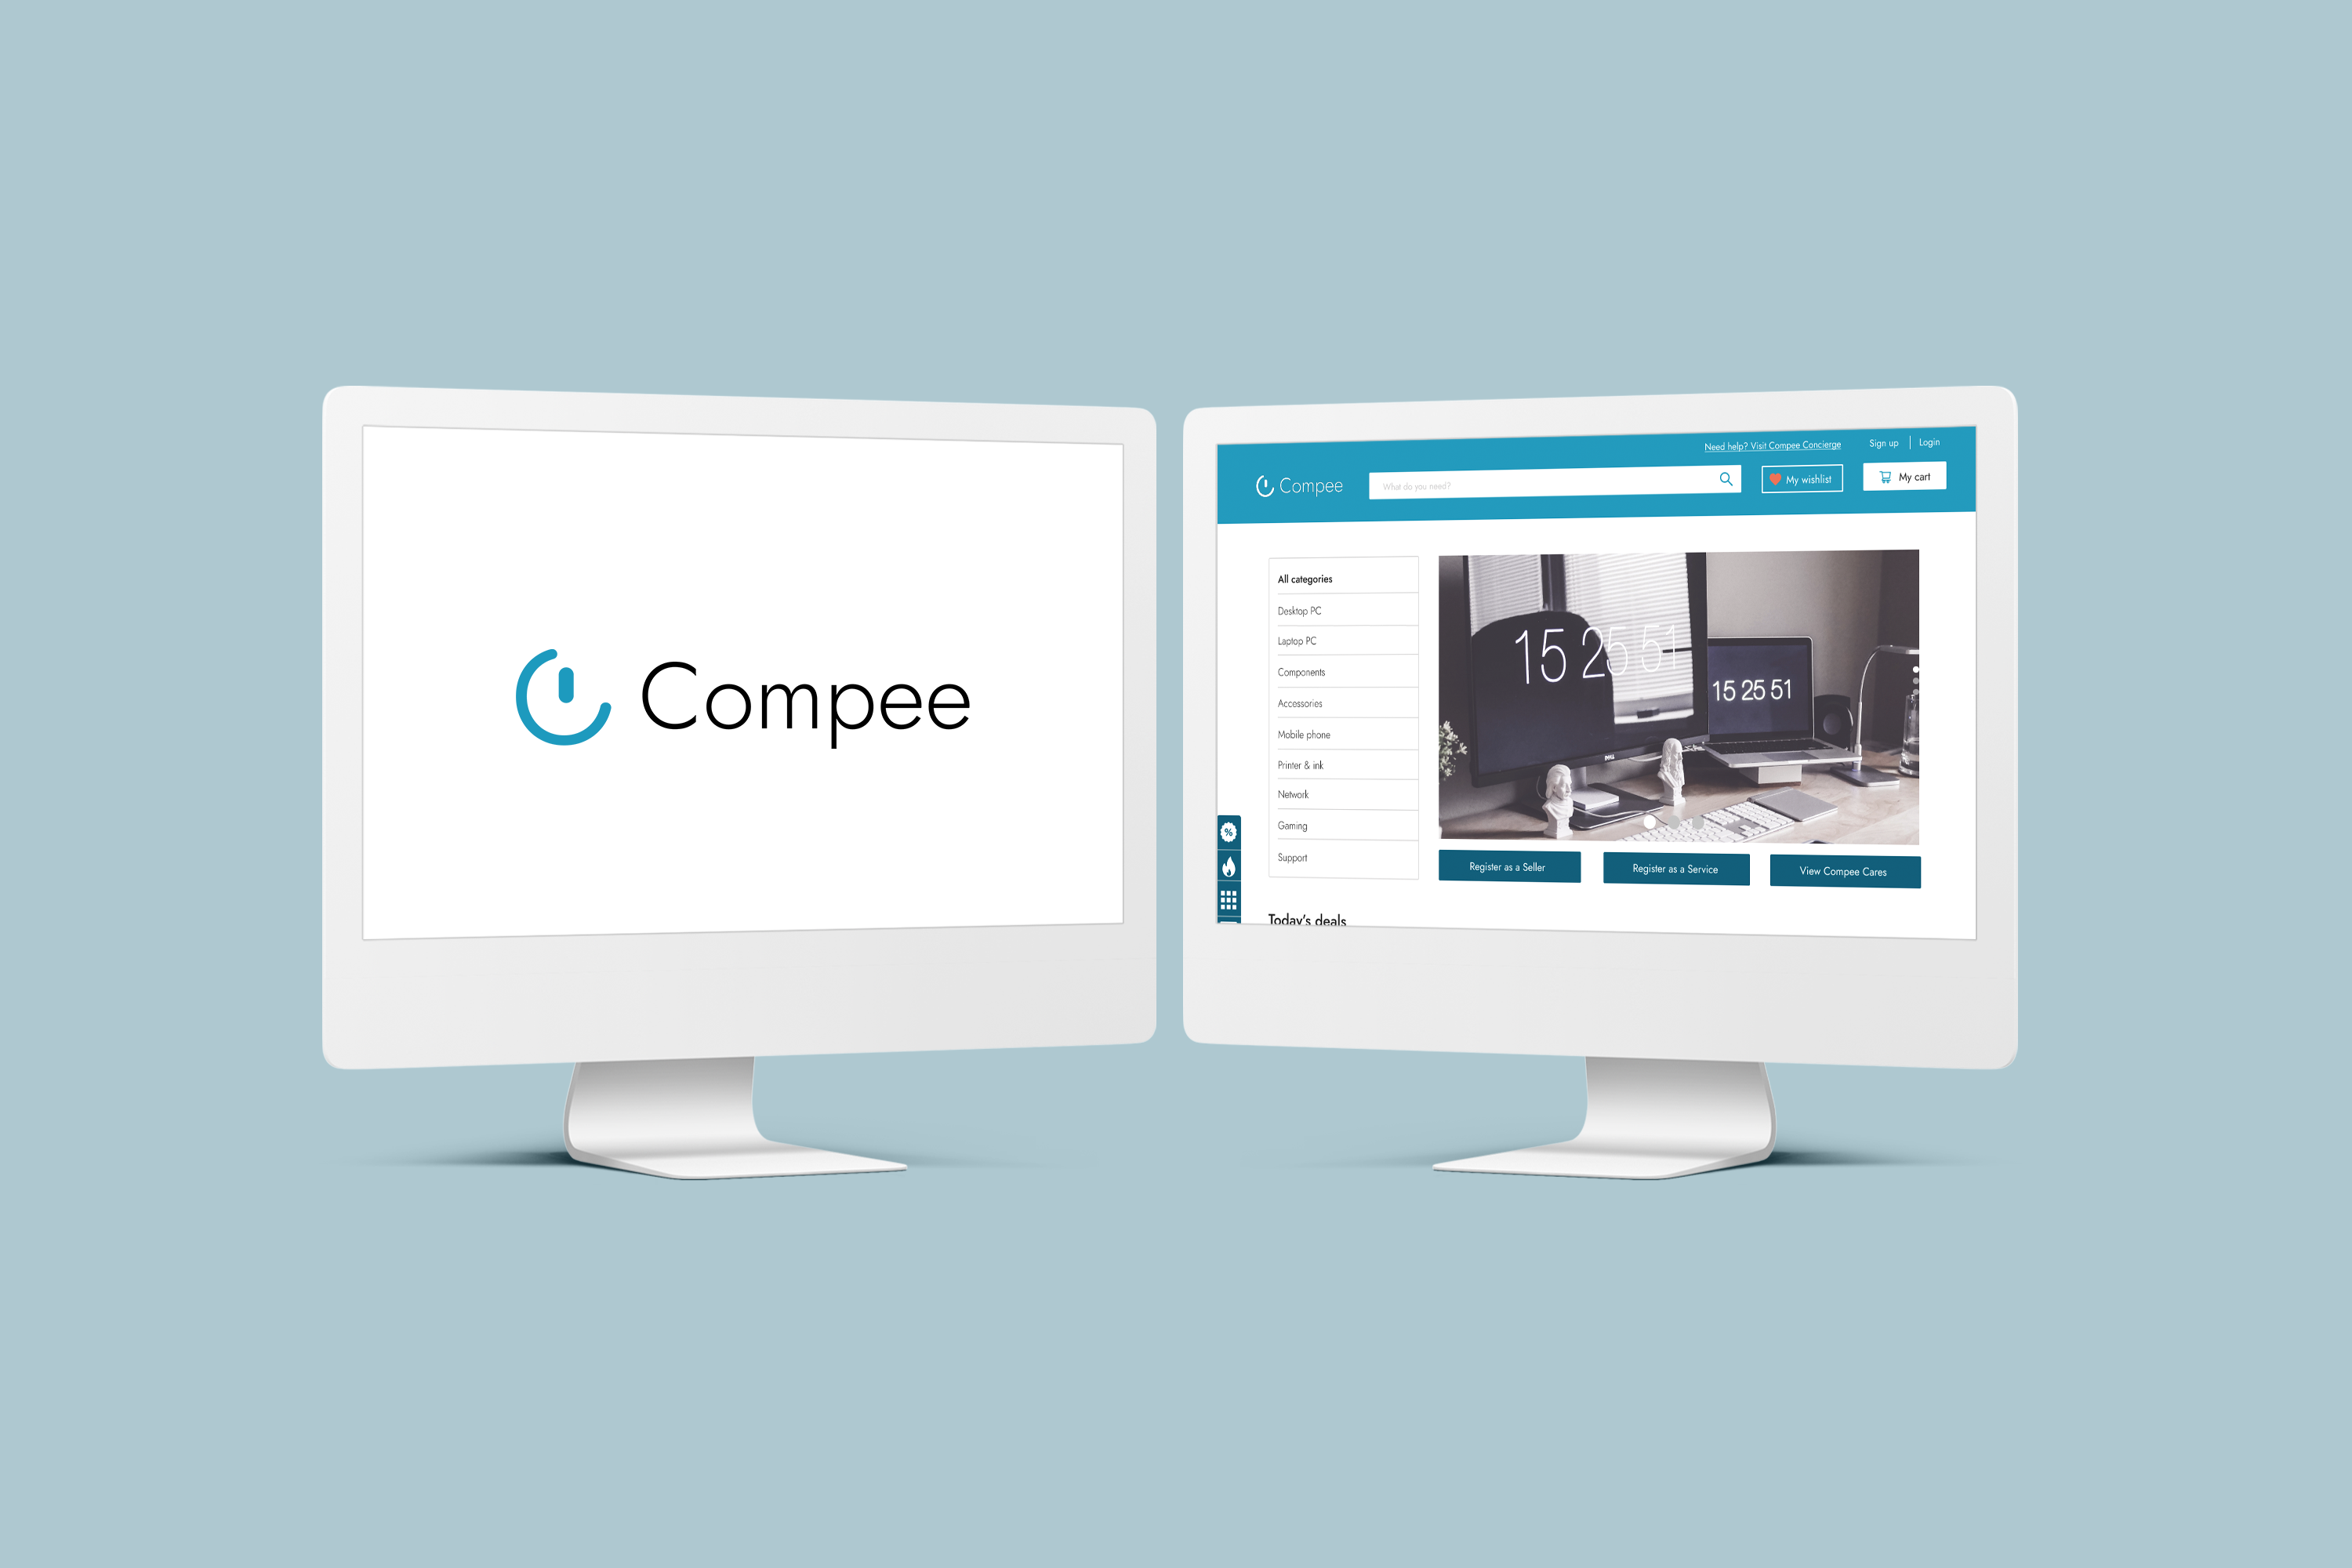 Compee
Need help? Visit Compee Concierge
Sign up
Login
Compee
What do you need?
My wishlist
My cart
All categories
Desktop PC
Laptop PC
Components
Accessories
Mobile phone
Printer & ink
Network
Gaming
Support
15 25 51
15 25 51
DELL
%
Register as a Seller
Register as a Service
View Compee Cares
Today's deals